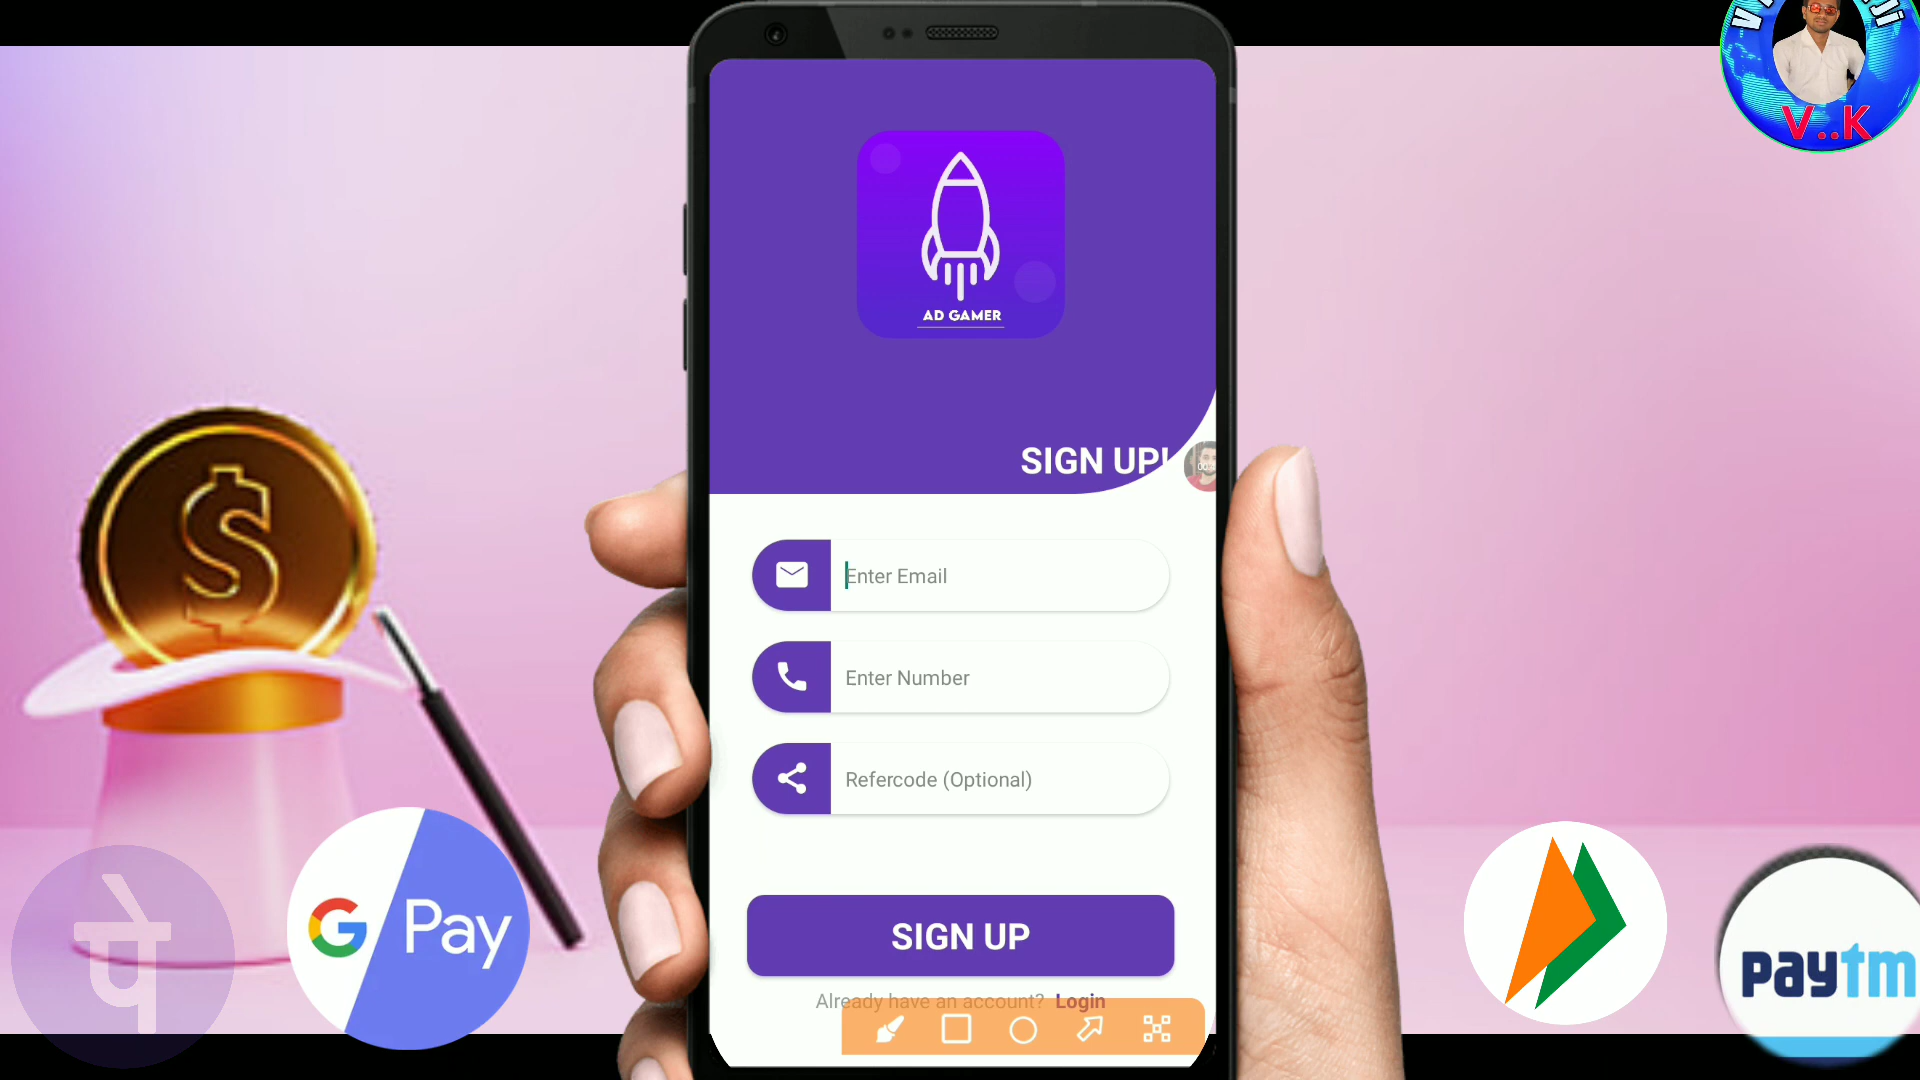 V..K
AD GAMER
SIGN UP!
Enter Email
Enter Number
Refercode (Optional)
SIGN UP
Already have an account? Login
पे
G Pay
paytm